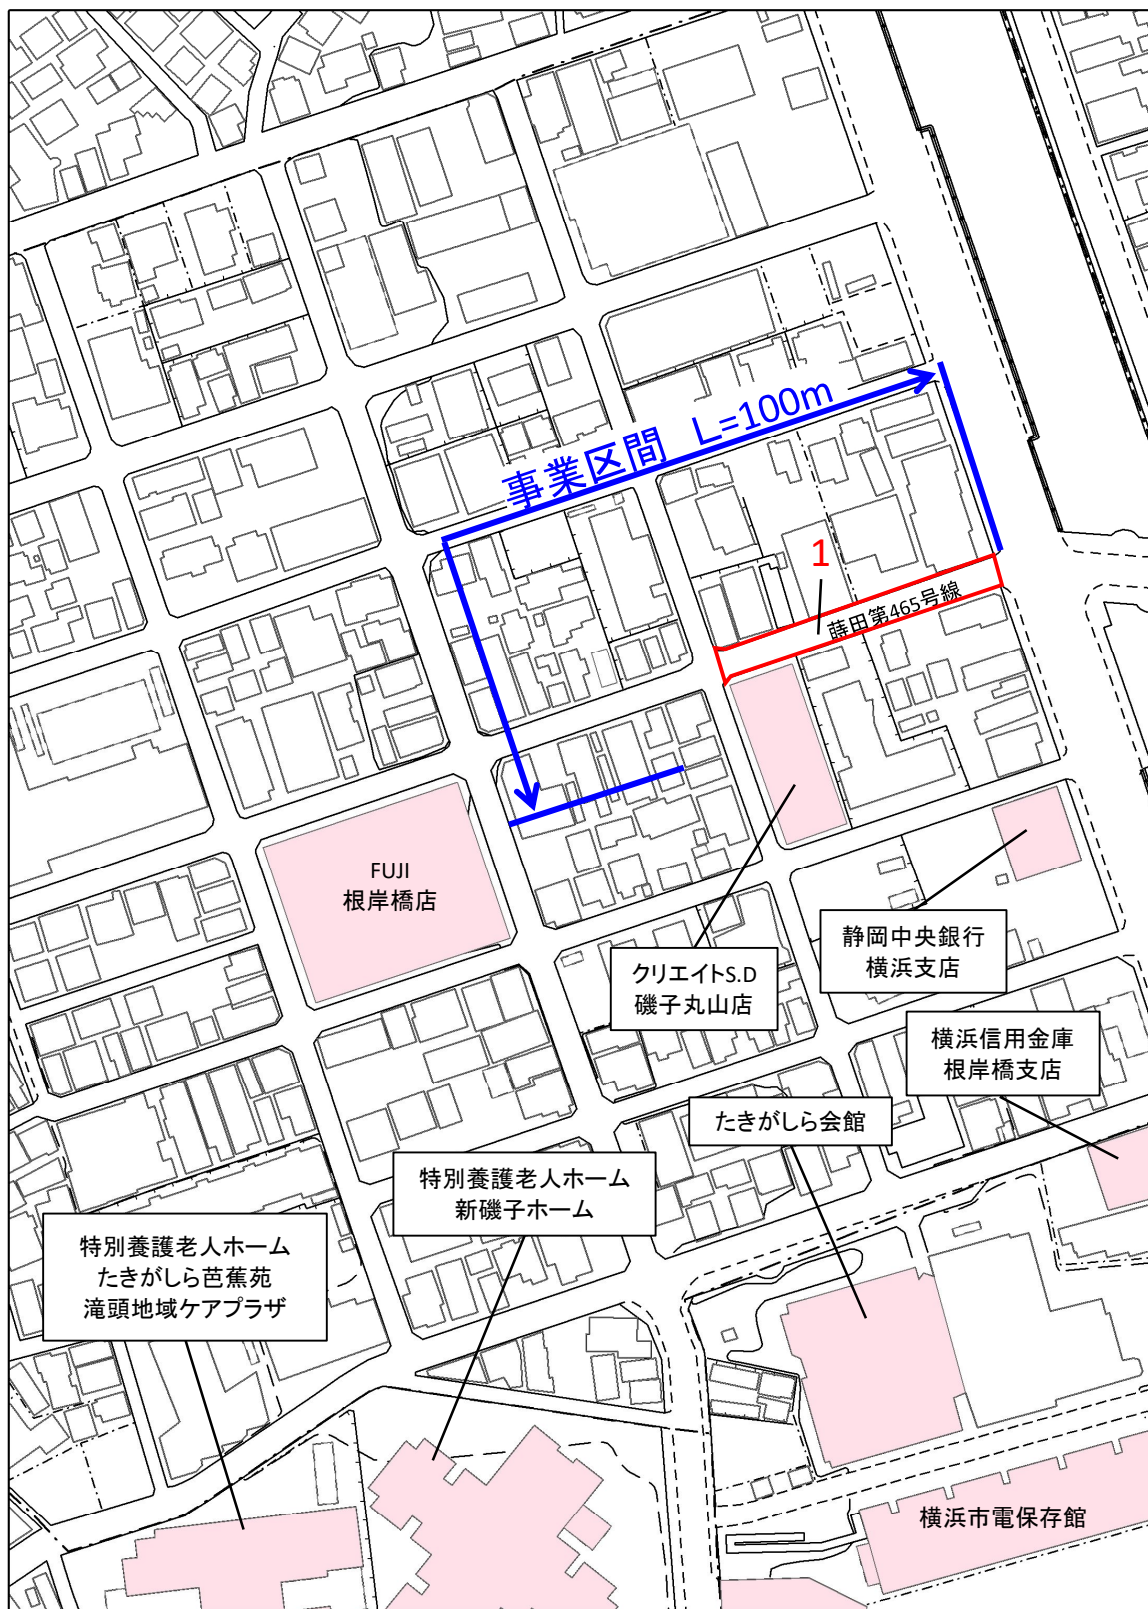 事業区間 L=100m
1
蒔田第465号線
FUJI
根岸橋店
静岡中央銀行
横浜支店
クリエイトS.D
磯子丸山店
横浜信用金庫
根岸橋支店
たきがしら会館
特別養護老人ホーム
新磯子ホーム
特別養護老人ホーム
たきがしら芭蕉苑
滝頭地域ケアプラザ
横浜市電保存館